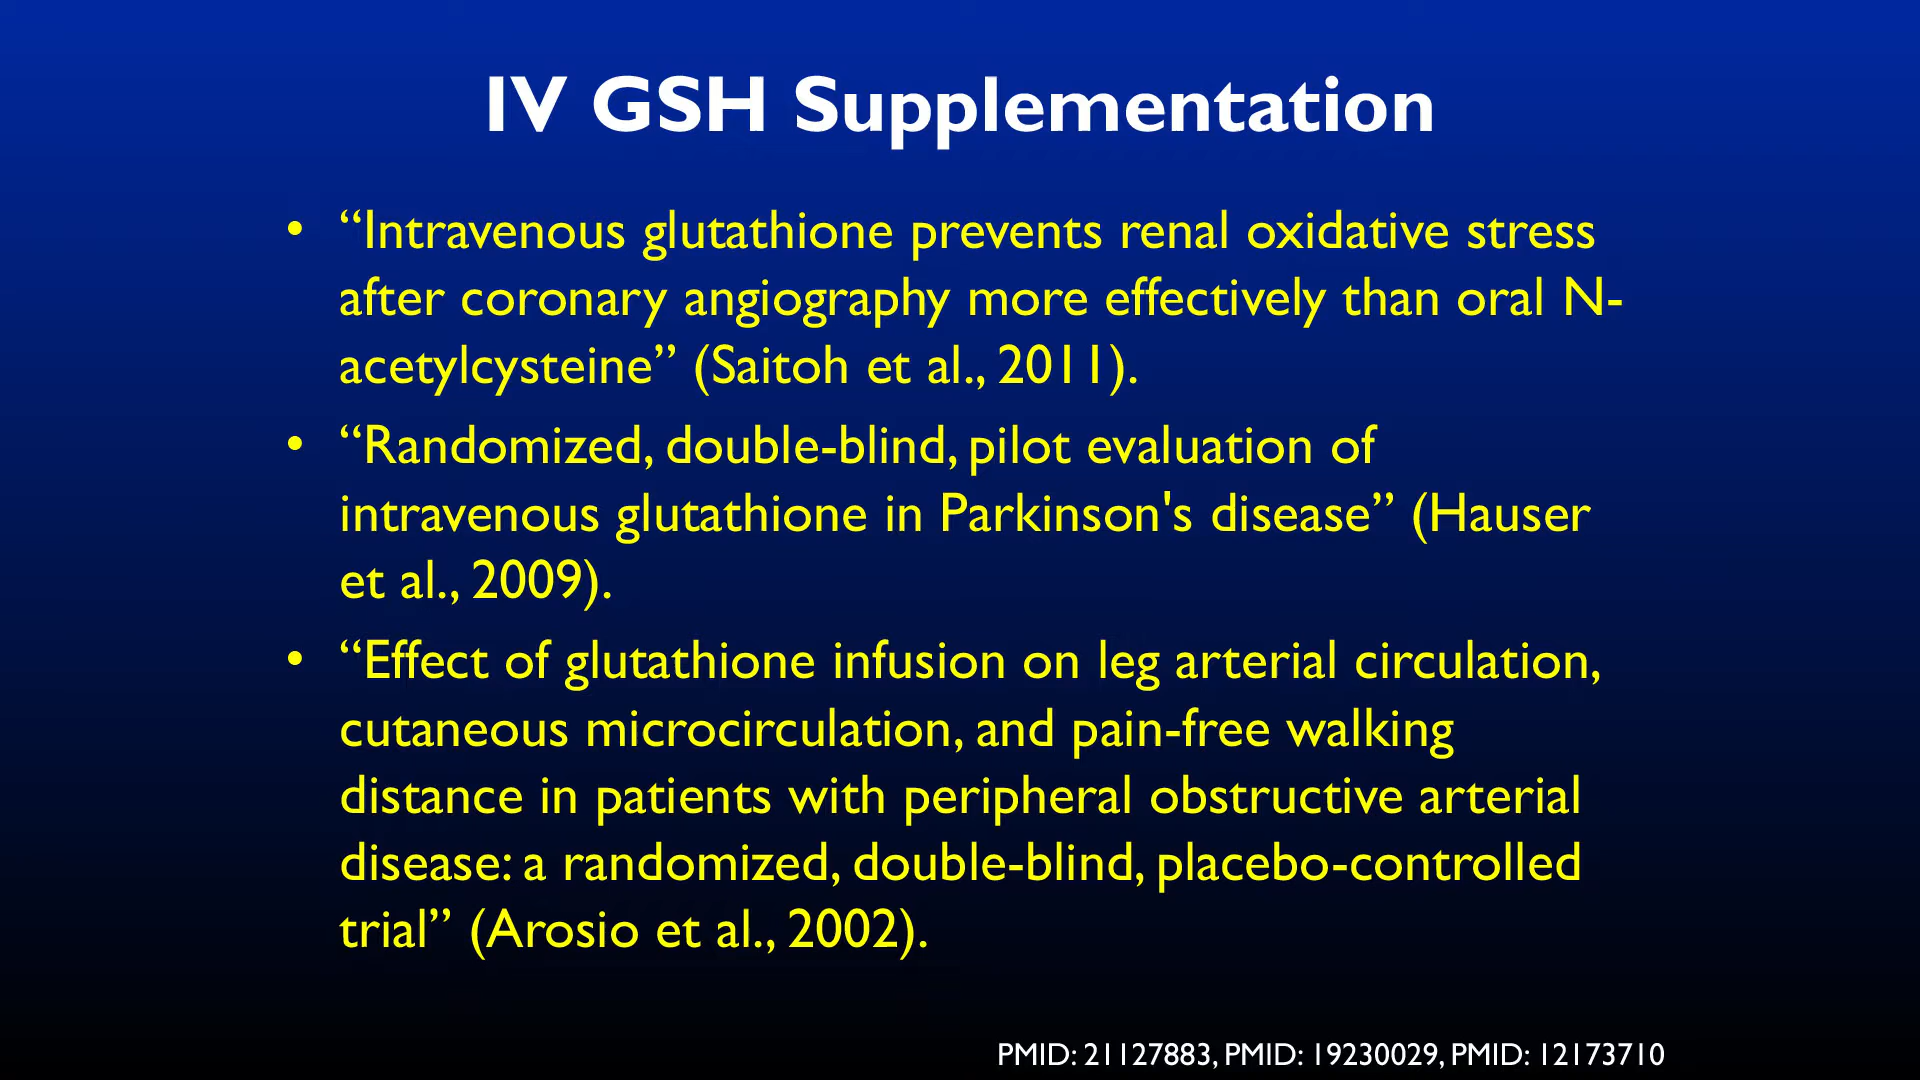 IV GSH Supplementation
• “Intravenous glutathione prevents renal oxidative stress
after coronary angiography more effectively than oral N-
acetylcysteine” (Saitoh et al., 2011).
• “Randomized, double-blind, pilot evaluation of
intravenous glutathione in Parkinson's disease” (Hauser
et al., 2009).
• “Effect of glutathione infusion on leg arterial circulation,
cutaneous microcirculation, and pain-free walking
distance in patients with peripheral obstructive arterial
disease: a randomized, double-blind, placebo-controlled
trial” (Arosio et al., 2002).
PMID: 21127883, PMID: 19230029, PMID: 12173710